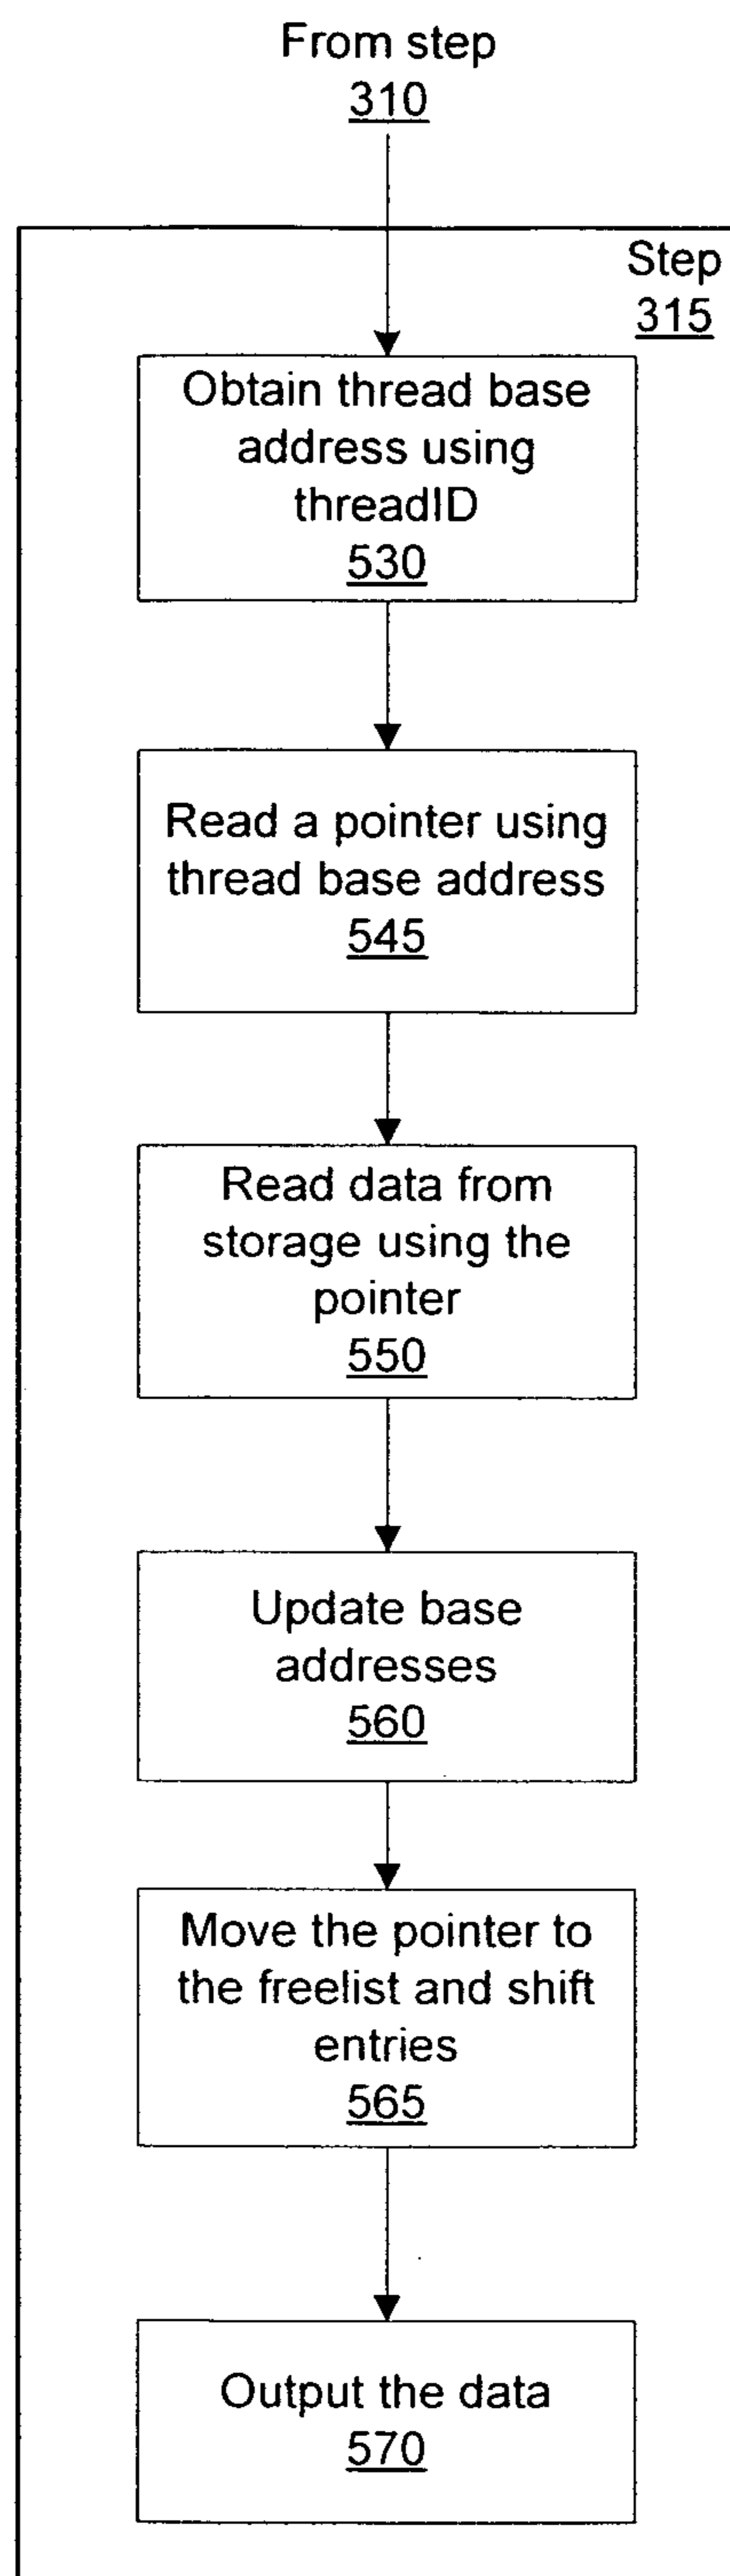 From step
310
Step
315
Obtain thread base
address using
threadID
530
Read a pointer using
thread base address
545
Read data from
storage using the
pointer
550
Update base
addresses
560
Move the pointer to
the freelist and shift
entries
565
Output the data
570